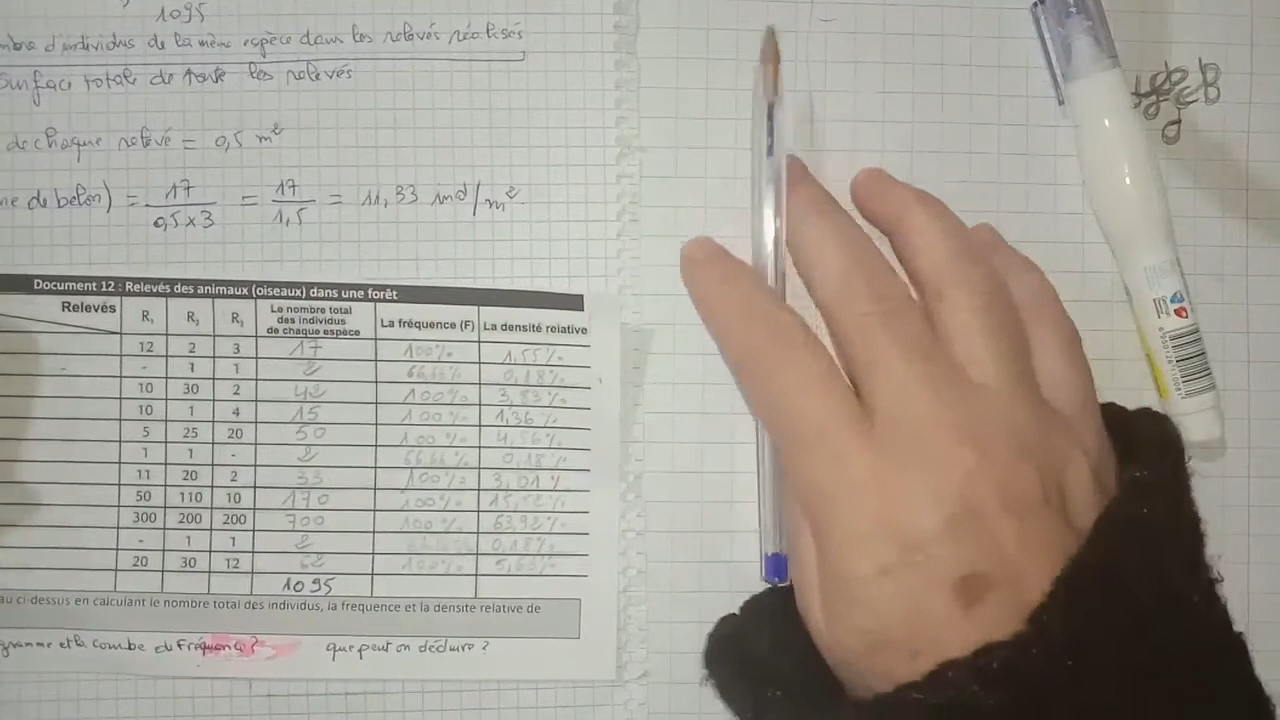 1095
mbre d'individus de la même espèce dans les relevés réalisés
Surface totale de toute les relevés
de chaque relevé = 0,5 m²
ne de belon) = 17 / 0,5 x 3 = 17 / 1,5 = 11,33 ind/m²
Document 12 : Relevés des animaux (oiseaux) dans une forêt
Relevés R₁ R₂ R₃ Le nombre total des individus de chaque espèce La fréquence (F) La densité relative
12 2 3 17 100% 1,55%
- 1 1 2 66,66% 0,18%
10 30 2 42 100% 3,83%
10 1 4 15 100% 1,36%
5 25 20 50 100% 4,56%
1 1 - 2 66,66% 0,18%
11 20 2 33 100% 3,01%
50 110 10 170 100% 15,52%
300 200 200 700 100% 63,92%
- 1 1 2 0,18%
20 30 12 62 100%
1095
au ci-dessus en calculant le nombre total des individus, la frequence et la densite relative de
gramme et la courbe de Fréquence? que peut on déduire ?